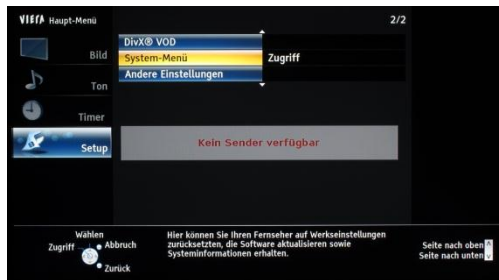 VIERA Haupt-Menü 2/2
Bild
Ton
Timer
Setup
DivX® VOD
System-Menü Zugriff
Andere Einstellungen
Kein Sender verfügbar
Wählen
Zugriff Abbruch
Zurück
Hier können Sie Ihren Fernseher auf Werkseinstellungen
zurücksetzten, die Software aktualisieren sowie
Systeminformationen erhalten.
Seite nach oben
Seite nach unten